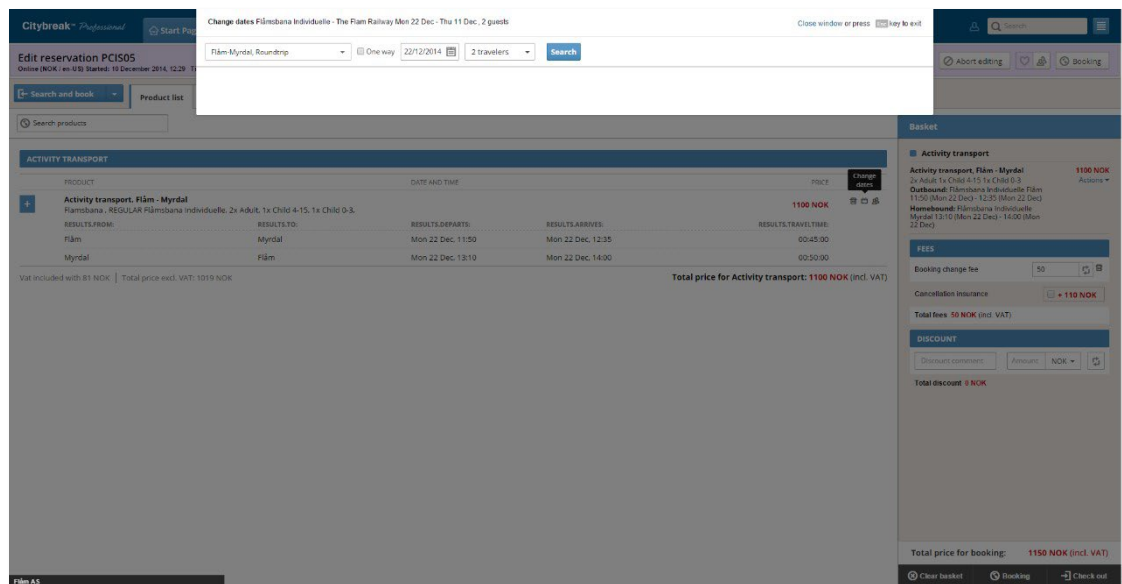 Citybreak™ Professional
Start Pag
Change dates Flåmsbana Individuelle - The Flam Railway Mon 22 Dec - Thu 11 Dec , 2 guests
Close window or press Esc key to exit
Search
Flåm-Myrdal, Roundtrip
One way
22/12/2014
2 travelers
Search
Edit reservation PCIS05
Online (NOK / en-US) Started: 10 December 2014, 12:29
Abort editing
Booking
Search and book
Product list
Search products
ACTIVITY TRANSPORT
PRODUCT DATE AND TIME PRICE
Change dates
Activity transport, Flåm - Myrdal
Flamsbana , REGULAR Flåmsbana Individuelle. 2x Adult, 1x Child 4-15, 1x Child 0-3,
1100 NOK
RESULTS.FROM: RESULTS.TO: RESULTS.DEPARTS: RESULTS.ARRIVES: RESULTS.TRAVELTIME:
Flåm Myrdal Mon 22 Dec, 11:50 Mon 22 Dec, 12:35 00:45:00
Myrdal Flåm Mon 22 Dec, 13:10 Mon 22 Dec, 14:00 00:50:00
Vat included with 81 NOK | Total price excl. VAT: 1019 NOK
Total price for Activity transport: 1100 NOK (incl. VAT)
Basket
Activity transport
Activity transport, Flåm - Myrdal 1100 NOK
2x Adult 1x Child 4-15 1x Child 0-3 Actions
Outbound: Flåmsbana Individuelle Flåm
11:50 (Mon 22 Dec) - 12:35 (Mon 22 Dec)
Homebound: Flåmsbana Individuelle
Myrdal 13:10 (Mon 22 Dec) - 14:00 (Mon
22 Dec)
FEES
Booking change fee 50
Cancellation insurance + 110 NOK
Total fees 50 NOK (incl. VAT)
DISCOUNT
Discount comment Amount NOK
Total discount 0 NOK
Total price for booking: 1150 NOK (incl. VAT)
Clear basket Booking Check out
Flåm AS